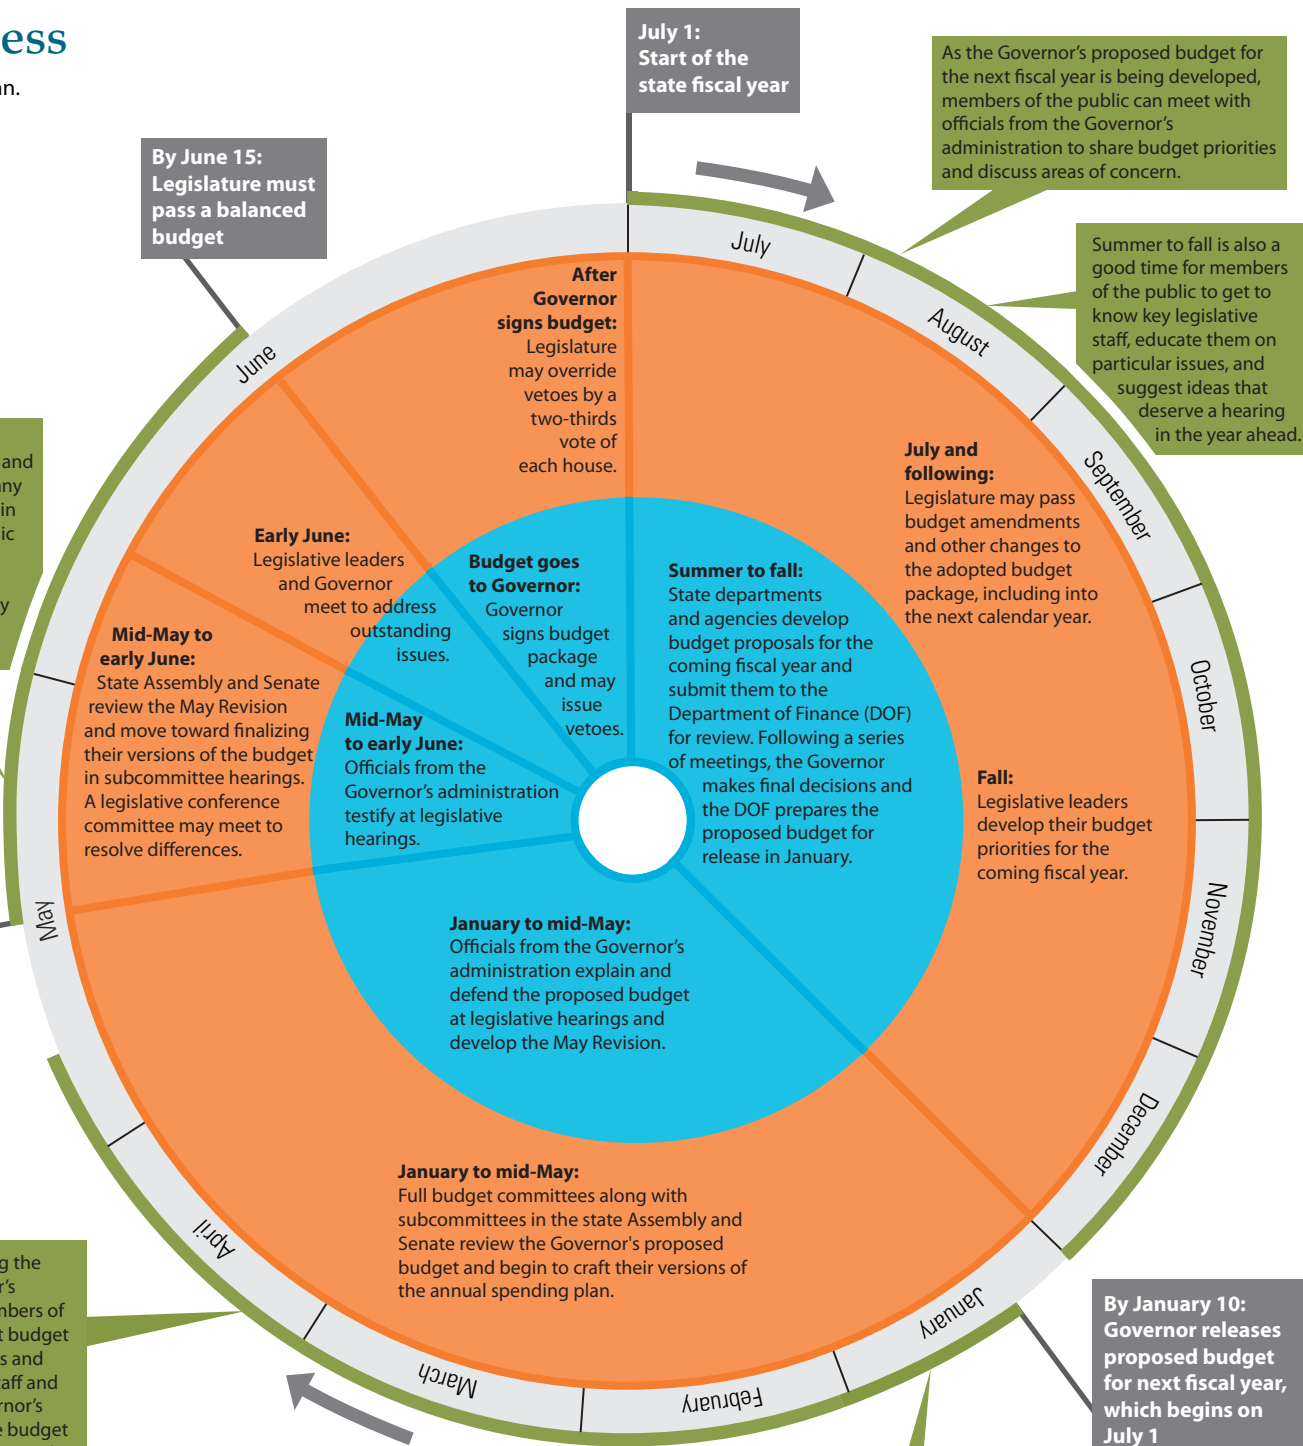 ess
an.
July 1:
Start of the
state fiscal year
As the Governor's proposed budget for
the next fiscal year is being developed,
members of the public can meet with
officials from the Governor's
administration to share budget priorities
and discuss areas of concern.
By June 15:
Legislature must
pass a balanced
budget
Summer to fall is also a
good time for members
of the public to get to
know key legislative
staff, educate them on
particular issues, and
suggest ideas that
deserve a hearing
in the year ahead.
July
August
September
October
November
December
January
February
March
April
May
June
After
Governor
signs budget:
Legislature
may override
vetoes by a
two-thirds
vote of
each house.
July and
following:
Legislature may pass
budget amendments
and other changes to
the adopted budget
package, including into
the next calendar year.
Early June:
Legislative leaders
and Governor
meet to address
outstanding
issues.
Budget goes
to Governor:
Governor
signs budget
package
and may
issue
vetoes.
Summer to fall:
State departments
and agencies develop
budget proposals for the
coming fiscal year and
submit them to the
Department of Finance (DOF)
for review. Following a series
of meetings, the Governor
makes final decisions and
the DOF prepares the
proposed budget for
release in January.
and
any
in
ic
y
Mid-May to
early June:
State Assembly and Senate
review the May Revision
and move toward finalizing
their versions of the budget
in subcommittee hearings.
A legislative conference
committee may meet to
resolve differences.
Mid-May
to early June:
Officials from the
Governor's administration
testify at legislative
hearings.
Fall:
Legislative leaders
develop their budget
priorities for the
coming fiscal year.
January to mid-May:
Officials from the Governor's
administration explain and
defend the proposed budget
at legislative hearings and
develop the May Revision.
January to mid-May:
Full budget committees along with
subcommittees in the state Assembly and
Senate review the Governor's proposed
budget and begin to craft their versions of
the annual spending plan.
g the
r's
mbers of
t budget
s and
aff and
rnor's
e budget
By January 10:
Governor releases
proposed budget
for next fiscal year,
which begins on
July 1